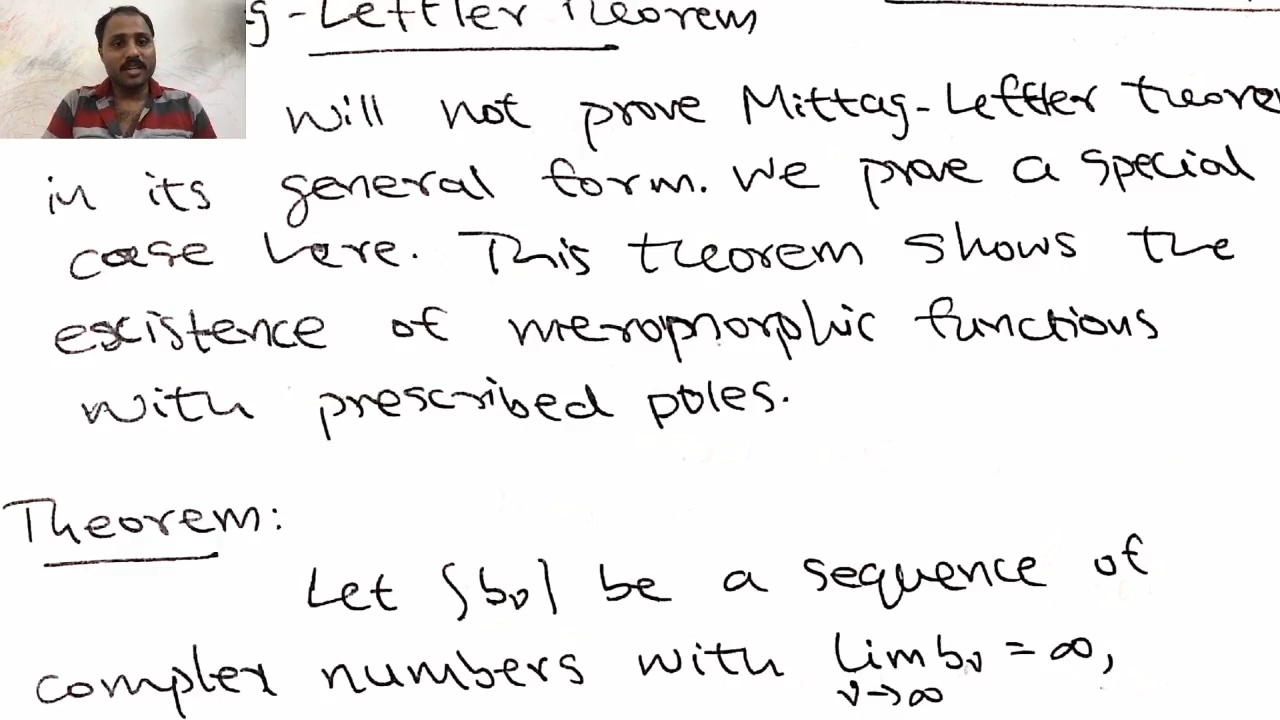 g-Leffler Theorem
will not prove Mittag-Leffler theore
in its general form. We prove a special
case here. This theorem shows the
existence of meromorphic functions
with prescribed poles.
Theorem:
Let {bν} be a sequence of
complex numbers with lim bν = ∞,
ν→∞